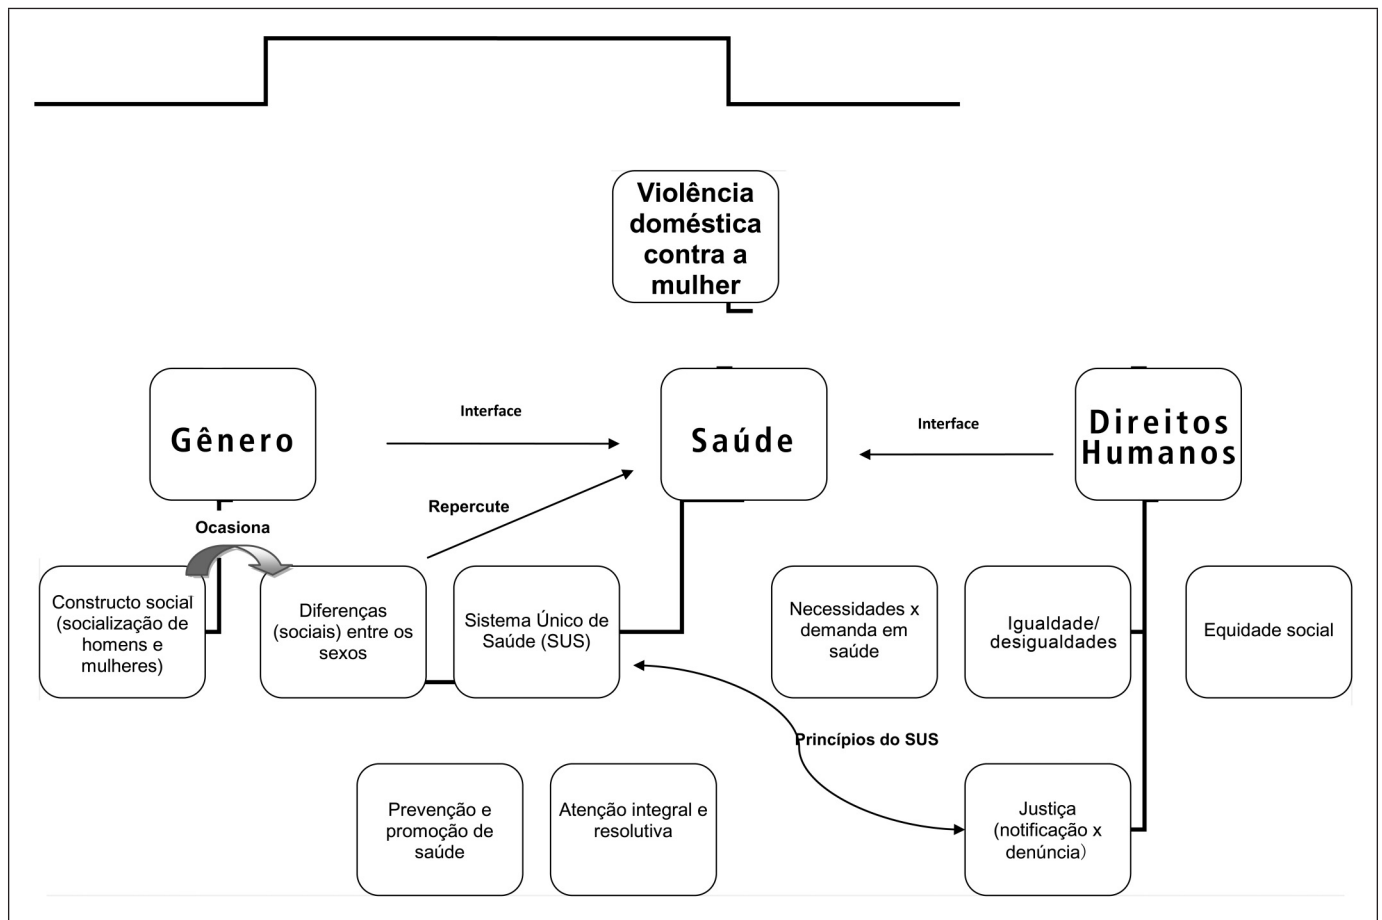 Violência
doméstica
contra a
mulher
Gênero
Interface
Saúde
Interface
Direitos
Humanos
Repercute
Ocasiona
Constructo social
(socialização de
homens e
mulheres)
Diferenças
(sociais) entre os
sexos
Sistema Único de
Saúde (SUS)
Necessidades x
demanda em
saúde
Igualdade/
desigualdades
Equidade social
Princípios do SUS
Prevenção e
promoção de
saúde
Atenção integral e
resolutiva
Justiça
(notificação x
denúncia)